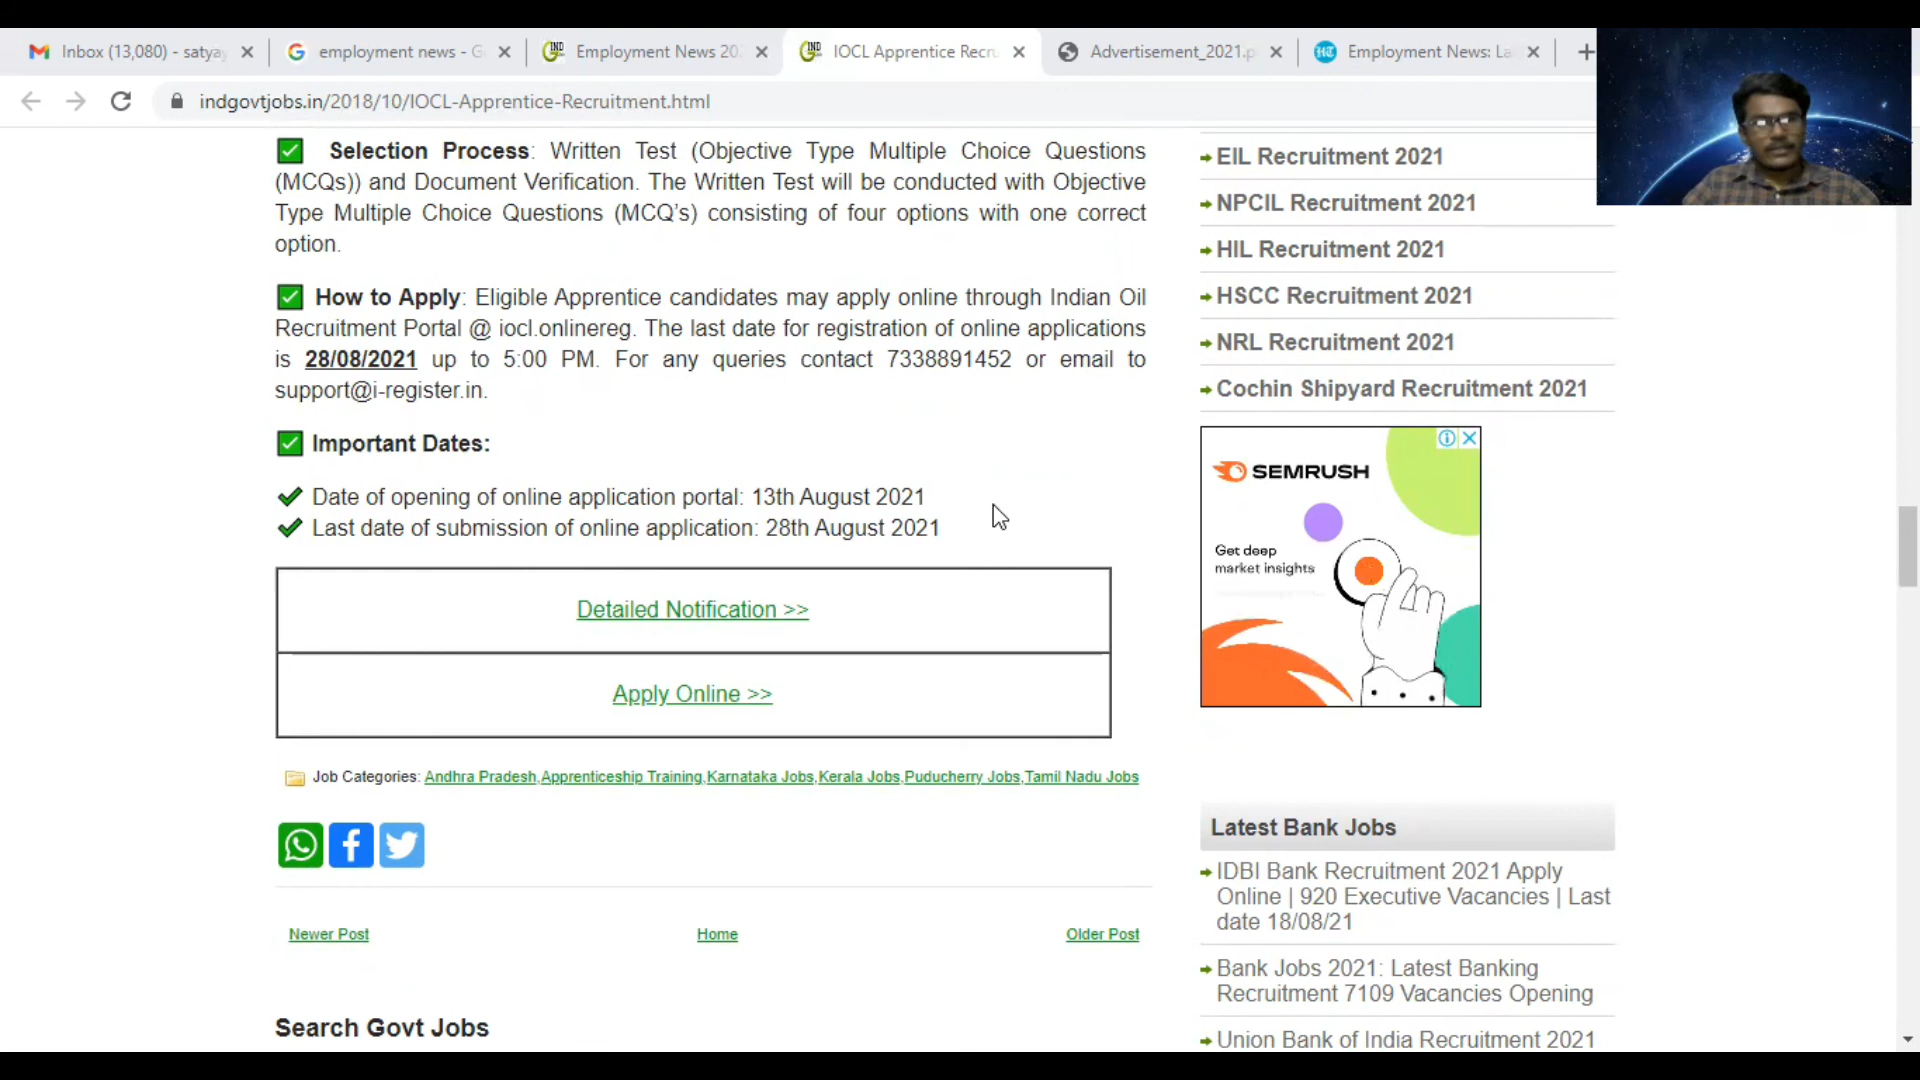 Inbox (13,080) - satya
employment news - G
Employment News 20
IOCL Apprentice Recru
Advertisement_2021.p
Employment News: La
indgovtjobs.in/2018/10/IOCL-Apprentice-Recruitment.html
Selection Process: Written Test (Objective Type Multiple Choice Questions
(MCQs)) and Document Verification. The Written Test will be conducted with Objective
Type Multiple Choice Questions (MCQ's) consisting of four options with one correct
option.
How to Apply: Eligible Apprentice candidates may apply online through Indian Oil
Recruitment Portal @ iocl.onlinereg. The last date for registration of online applications
is 28/08/2021 up to 5:00 PM. For any queries contact 7338891452 or email to
support@i-register.in.
Important Dates:
Date of opening of online application portal: 13th August 2021
Last date of submission of online application: 28th August 2021
Detailed Notification >>
Apply Online >>
Job Categories: Andhra Pradesh,Apprenticeship Training,Karnataka Jobs,Kerala Jobs,Puducherry Jobs,Tamil Nadu Jobs
Newer Post
Home
Older Post
Search Govt Jobs
EIL Recruitment 2021
NPCIL Recruitment 2021
HIL Recruitment 2021
HSCC Recruitment 2021
NRL Recruitment 2021
Cochin Shipyard Recruitment 2021
SEMRUSH
Get deep
market insights
Latest Bank Jobs
IDBI Bank Recruitment 2021 Apply
Online | 920 Executive Vacancies | Last
date 18/08/21
Bank Jobs 2021: Latest Banking
Recruitment 7109 Vacancies Opening
Union Bank of India Recruitment 2021